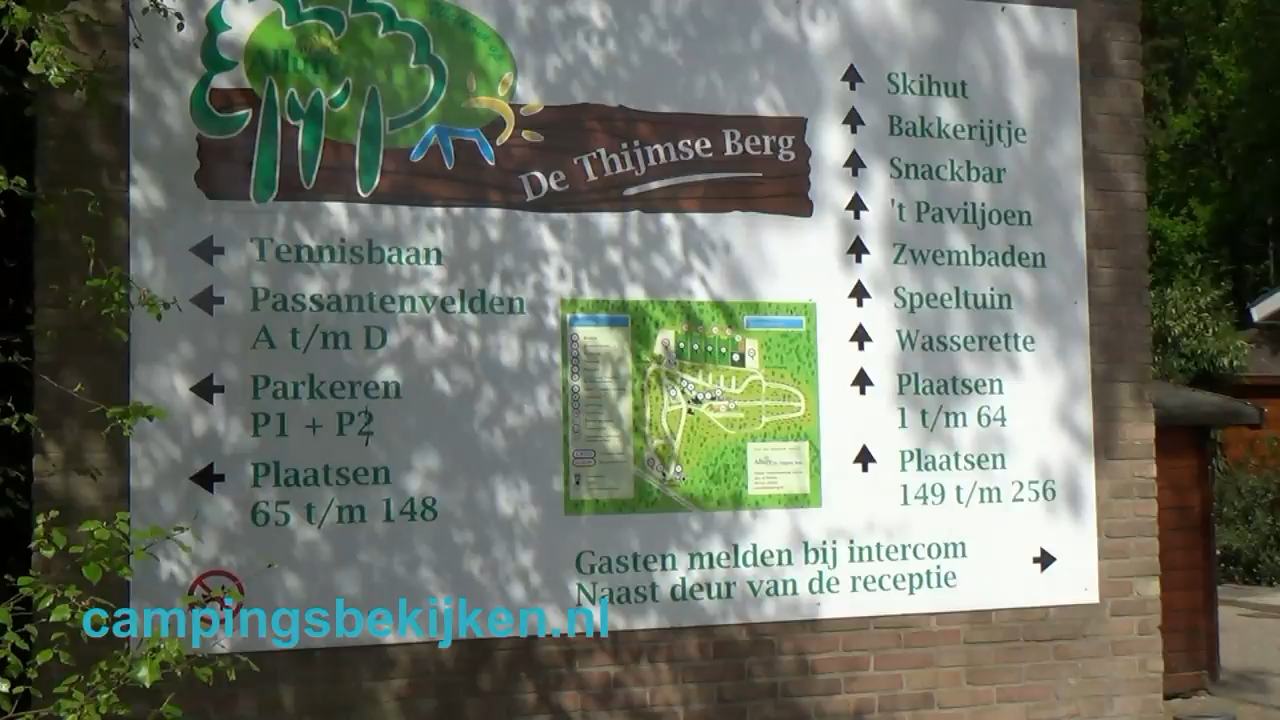 De Thijmse Berg
Tennisbaan
Passantenvelden
A t/m D
Parkeren
P1 + P2
Plaatsen
65 t/m 148
Skihut
Bakkerijtje
Snackbar
't Paviljoen
Zwembaden
Speeltuin
Wasserette
Plaatsen
1 t/m 64
Plaatsen
149 t/m 256
Gasten melden bij intercom
Naast deur van de receptie
campingsbekijken.nl